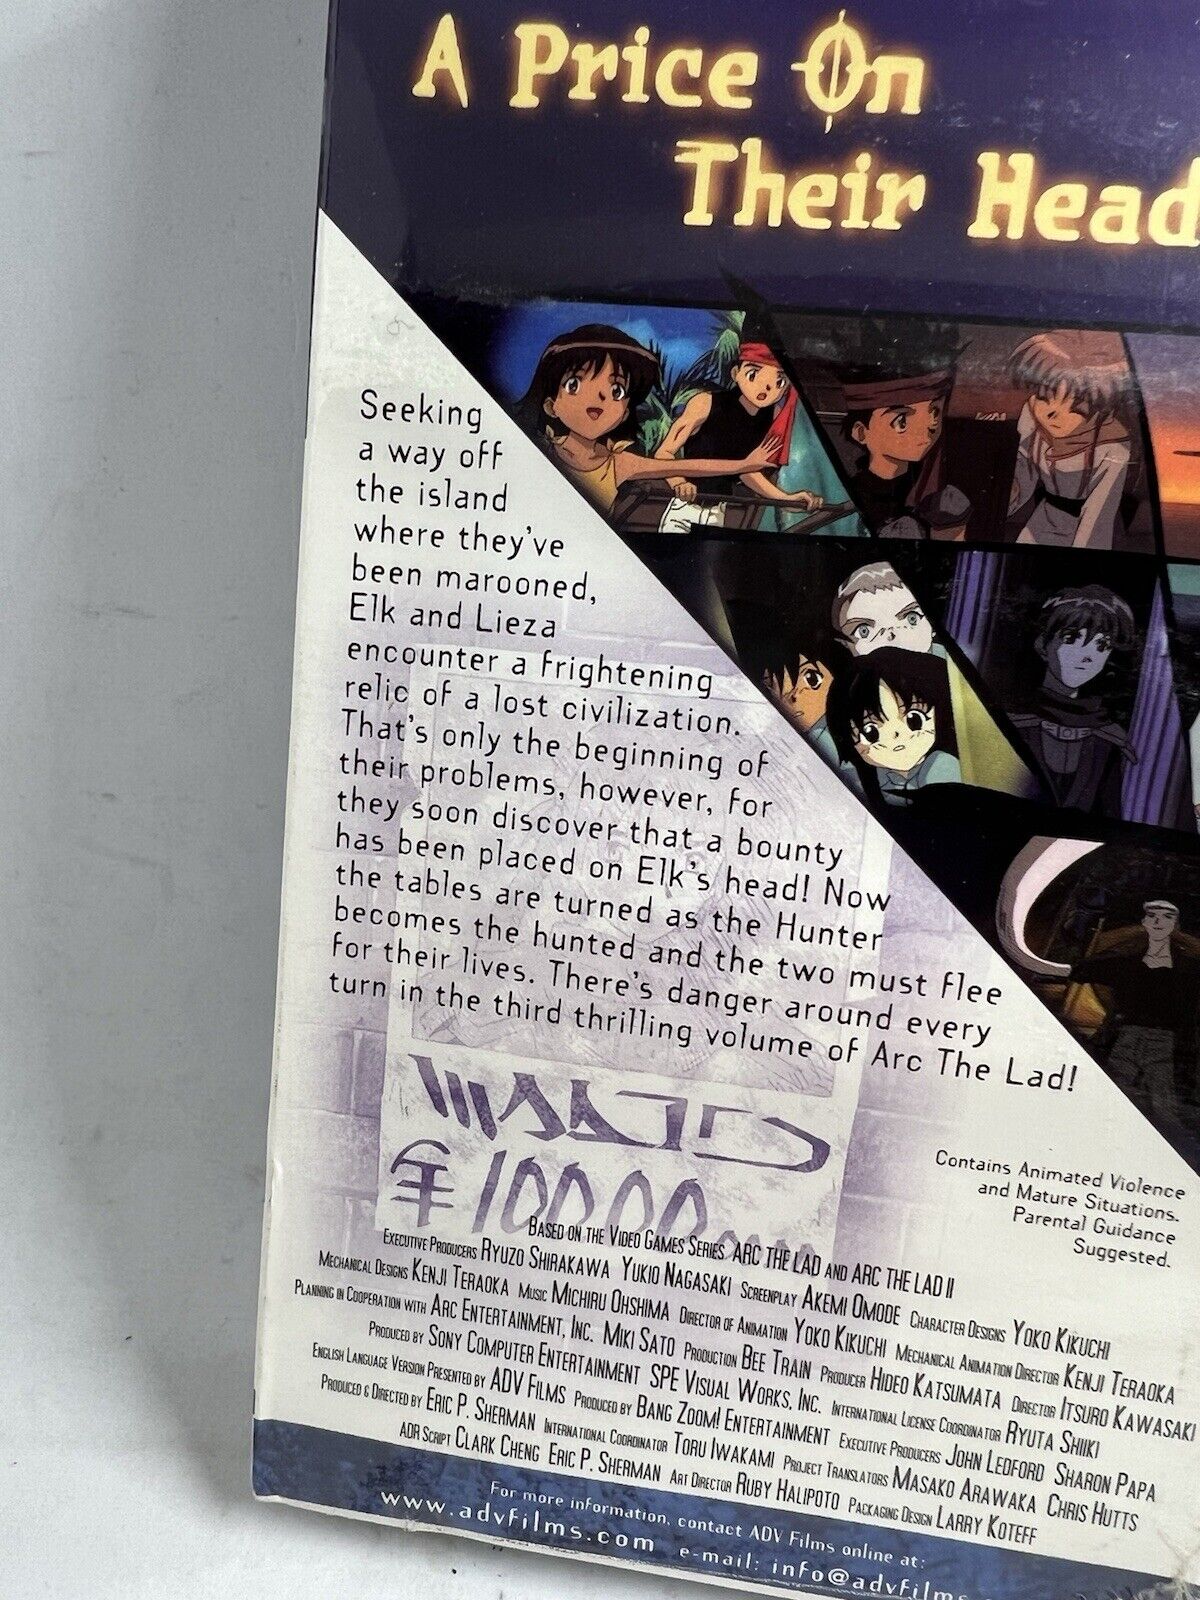 A Price On
Their Head
Seeking
a way off
the island
where they've
been marooned,
Elk and Lieza
encounter a frightening
relic of a lost civilization.
That's only the beginning of
their problems, however, for
they soon discover that a bounty
has been placed on Elk's head! Now
the tables are turned as the Hunter
becomes the hunted and the two must flee
for their lives. There's danger around every
turn in the third thrilling volume of Arc The Lad!
Contains Animated Violence
and Mature Situations.
Parental Guidance
Suggested.
BASED ON THE VIDEO GAMES SERIES ARC THE LAD AND ARC THE LAD II
EXECUTIVE PRODUCERS RYUZO SHIRAKAWA YUKIO NAGASAKI SCREENPLAY AKEMI OMODE CHARACTER DESIGNS YOKO KIKUCHI
MECHANICAL DESIGNS KENJI TERAOKA MUSIC MICHIRU OHSHIMA DIRECTOR OF ANIMATION YOKO KIKUCHI MECHANICAL ANIMATION DIRECTOR KENJI TERAOKA
PLANNING IN COOPERATION WITH ARC ENTERTAINMENT, INC. MIKI SATO PRODUCTION BEE TRAIN PRODUCER HIDEO KATSUMATA DIRECTOR ITSURO KAWASAKI
PRODUCED BY SONY COMPUTER ENTERTAINMENT SPE VISUAL WORKS, INC. INTERNATIONAL LICENSE COORDINATOR RYUTA SHIIKI
ENGLISH LANGUAGE VERSION PRESENTED BY ADV FILMS PRODUCED BY BANG ZOOM! ENTERTAINMENT EXECUTIVE PRODUCERS JOHN LEDFORD SHARON PAPA
PRODUCED & DIRECTED BY ERIC P. SHERMAN INTERNATIONAL COORDINATOR TORU IWAKAMI PROJECT TRANSLATORS MASAKO ARAWAKA CHRIS HUTTS
ADR SCRIPT CLARK CHENG ERIC P. SHERMAN ART DIRECTOR RUBY HALIPOTO PACKAGING DESIGN LARRY KOTEFF
For more information, contact ADV Films online at:
www.advfilms.com e-mail: info@advfilms